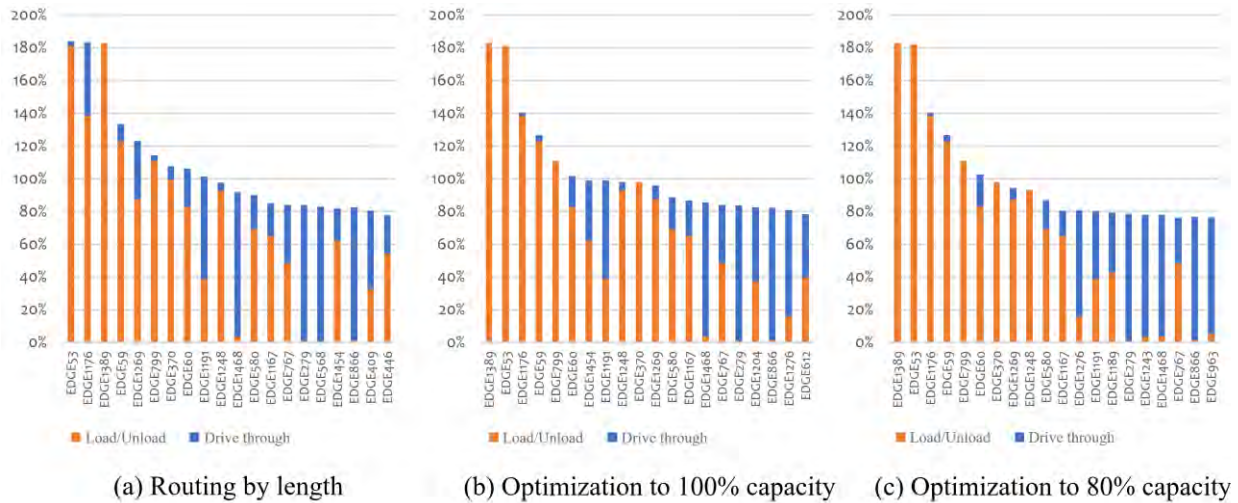 200%
180%
160%
140%
120%
100%
80%
60%
40%
20%
0%
EDGE53
EDGE1176
EDGE1389
EDGE59
EDGE1269
EDGE799
EDGE370
EDGE60
EDGE1191
EDGE1248
EDGE1468
EDGE580
EDGE1167
EDGE767
EDGE279
EDGE568
EDGE1454
EDGE866
EDGE409
EDGE446
Load/Unload Drive through
(a) Routing by length
200%
180%
160%
140%
120%
100%
80%
60%
40%
20%
0%
EDGE1389
EDGE53
EDGE1176
EDGE59
EDGE799
EDGE60
EDGE1454
EDGE1191
EDGE1248
EDGE370
EDGE1269
EDGE580
EDGE1167
EDGE1468
EDGE767
EDGE279
EDGE1204
EDGE866
EDGE1276
EDGE612
Load/Unload Drive through
(b) Optimization to 100% capacity
200%
180%
160%
140%
120%
100%
80%
60%
40%
20%
0%
EDGE1389
EDGE53
EDGE1176
EDGE59
EDGE799
EDGE60
EDGE370
EDGE1269
EDGE1248
EDGE580
EDGE1167
EDGE1276
EDGE1191
EDGE1189
EDGE279
EDGE1243
EDGE1468
EDGE767
EDGE866
EDGE963
Load/Unload Drive through
(c) Optimization to 80% capacity